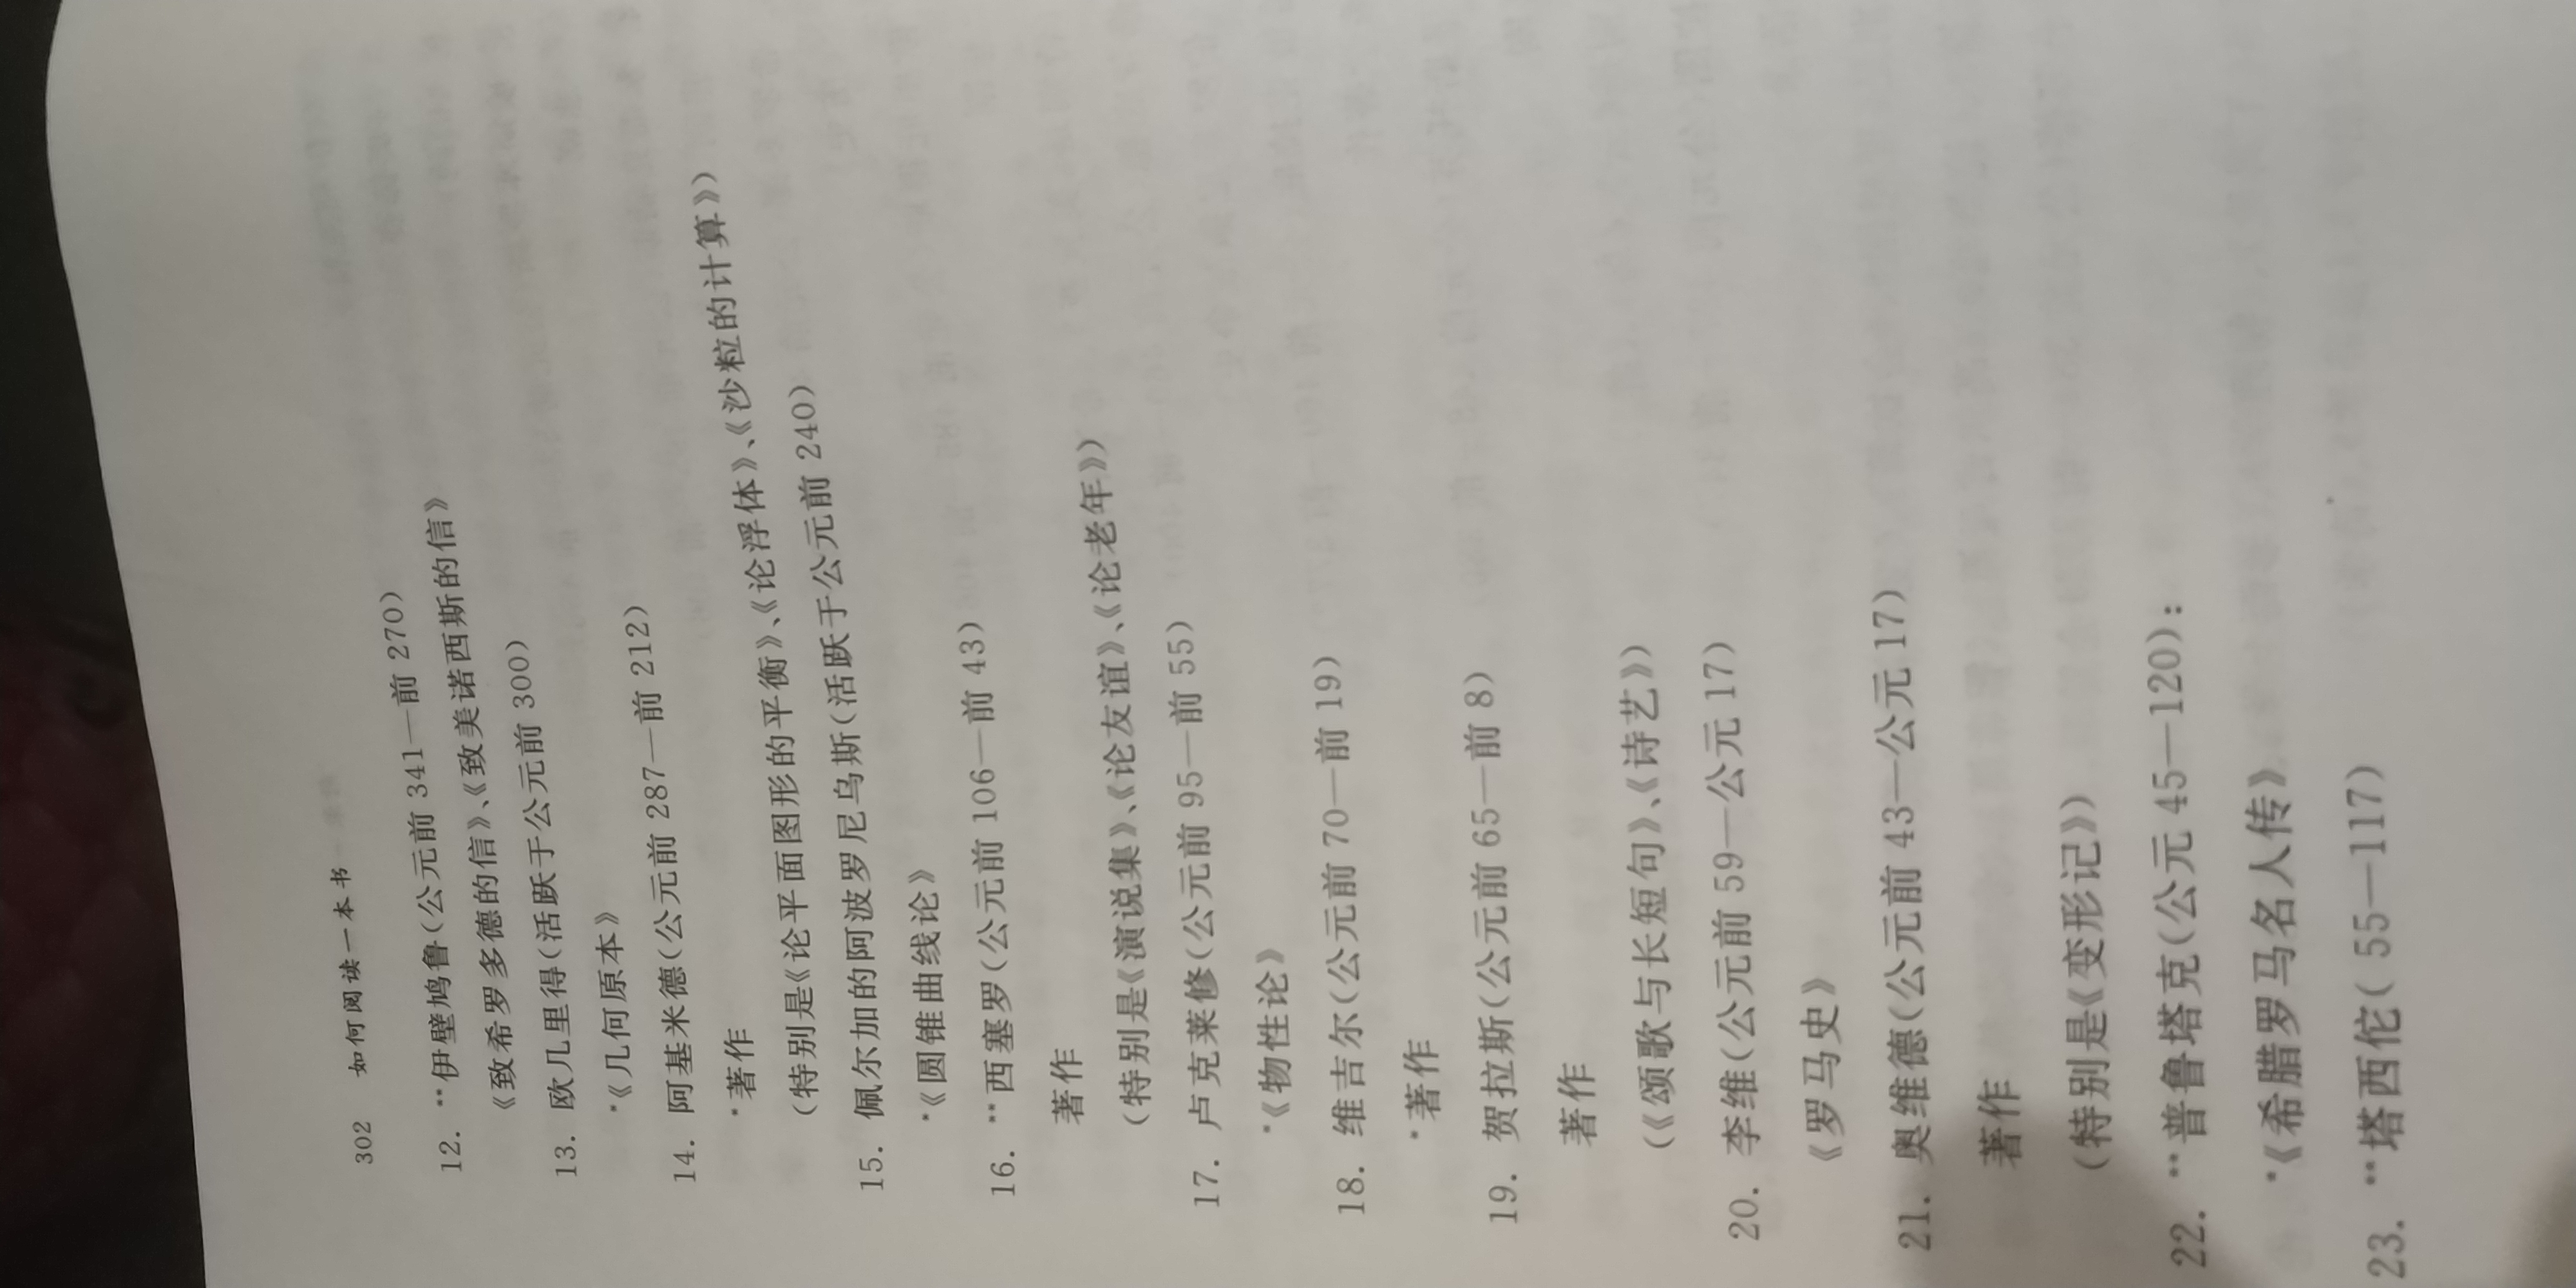 302 如何阅读一本书
12. **伊壁鸠鲁(公元前 341—前 270)
《致希罗多德的信》、《致美诺西斯的信》
13. 欧几里得(活跃于公元前 300)
*《几何原本》
14. 阿基米德(公元前 287—前 212)
*著作
(特别是《论平面图形的平衡》、《论浮体》、《沙粒的计算》)
15. 佩尔加的阿波罗尼乌斯(活跃于公元前 240)
*《圆锥曲线论》
16. **西塞罗(公元前 106—前 43)
著作
(特别是《演说集》、《论友谊》、《论老年》)
17. 卢克莱修(公元前 95—前 55)
*《物性论》
18. 维吉尔(公元前 70—前 19)
*著作
19. 贺拉斯(公元前 65—前 8)
著作
(《颂歌与长短句》、《诗艺》)
20. 李维(公元前 59—公元 17)
《罗马史》
21. 奥维德(公元前 43—公元 17)
著作
(特别是《变形记》)
22. **普鲁塔克(公元 45—120):
*《希腊罗马名人传》
23. **塔西佗( 55—117)